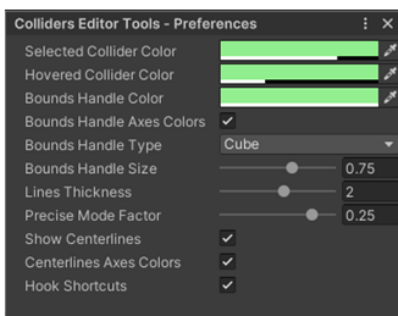 Colliders Editor Tools - Preferences
Selected Collider Color
Hovered Collider Color
Bounds Handle Color
Bounds Handle Axes Colors
Bounds Handle Type Cube
Bounds Handle Size 0.75
Lines Thickness 2
Precise Mode Factor 0.25
Show Centerlines
Centerlines Axes Colors
Hook Shortcuts